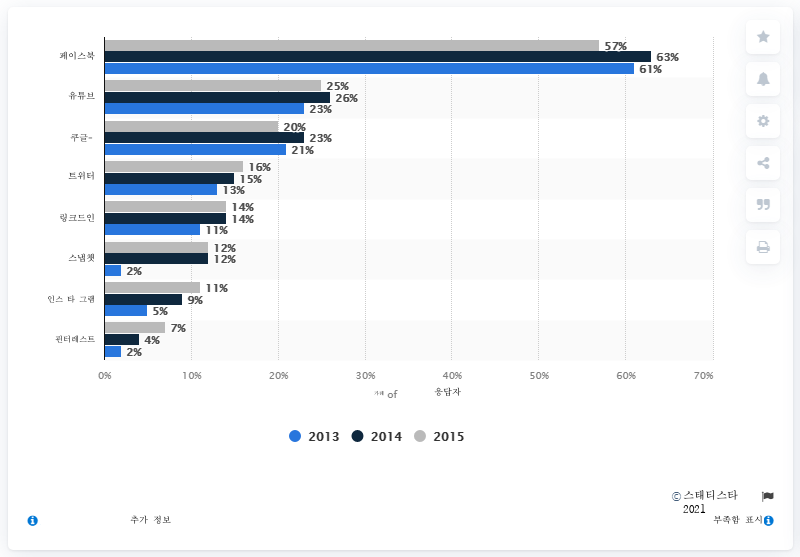 57%
페이스북 63%
61%
25%
유튜브 26%
23%
20%
23%
21%
16%
트위터 15%
13%
14%
링크드인 14%
11%
12%
스냅챗 12%
2%
11%
인스 타 그램 9%
5%
7%
핀터레스트 4%
2%
0% 10% 20% 30% 40% 50% 60% 70%
of 응답자
2013 2014 2015
© 스태티스타
2021
추가 정보 부족함 표시